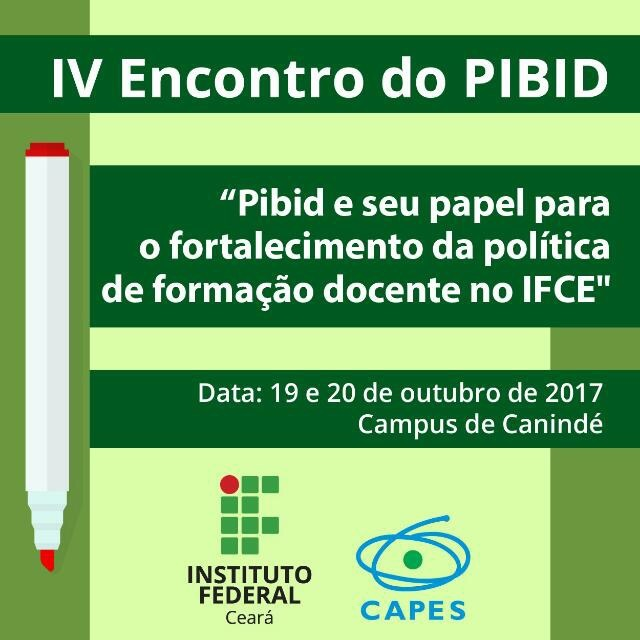 IV Encontro do PIBID
“Pibid e seu papel para
o fortalecimento da política
de formação docente no IFCE"
Data: 19 e 20 de outubro de 2017
Campus de Canindé
INSTITUTO
FEDERAL
Ceará
CAPES